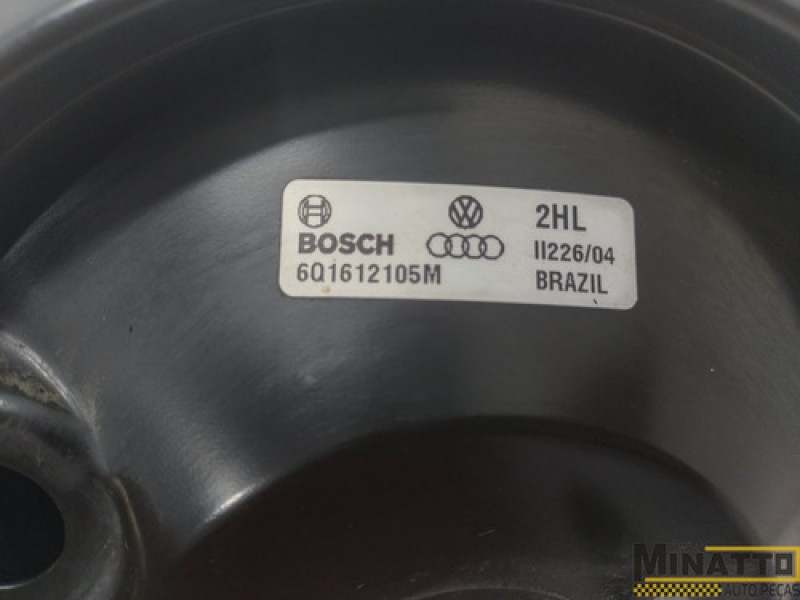 BOSCH
6Q1612105M
2HL
II226/04
BRAZIL
MINATTO
AUTO PEÇAS